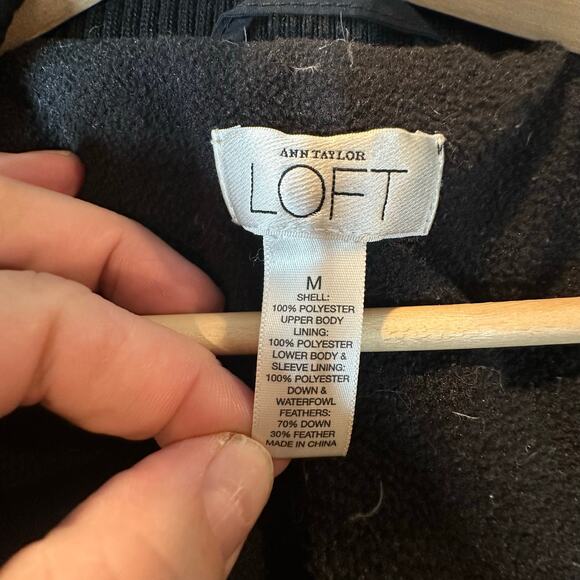 ANN TAYLOR
LOFT
M
SHELL:
100% POLYESTER
UPPER BODY
LINING:
100% POLYESTER
LOWER BODY &
SLEEVE LINING:
100% POLYESTER
DOWN &
WATERFOWL
FEATHERS:
70% DOWN
30% FEATHER
MADE IN CHINA